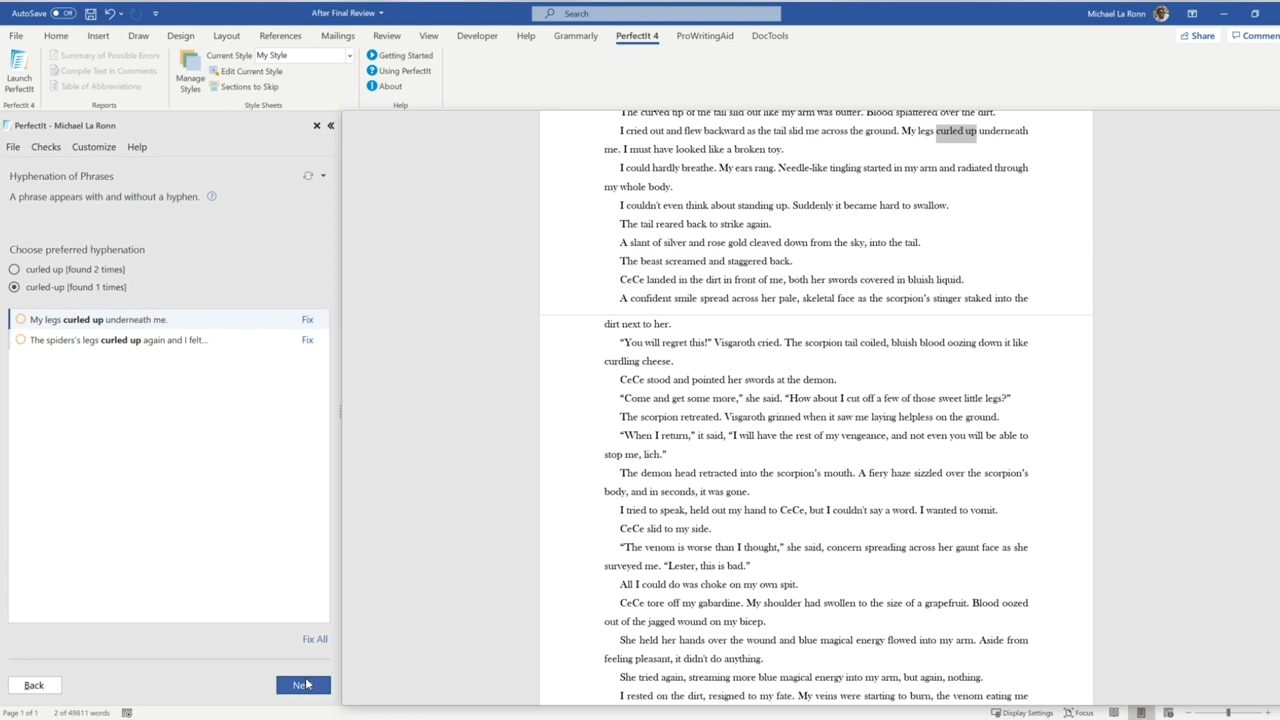 AutoSave Off
After Final Review
Search
Michael La Ronn
File Home Insert Draw Design Layout References Mailings Review View Developer Help Grammarly PerfectIt 4 ProWritingAid DocTools
Share Commen
Launch PerfectIt
PerfectIt 4
Summary of Possible Errors
Compile Text in Comments
Table of Abbreviations
Reports
Manage Styles
Current Style My Style
Edit Current Style
Sections to Skip
Style Sheets
Getting Started
Using PerfectIt
About
Help
PerfectIt - Michael La Ronn
File Checks Customize Help
Hyphenation of Phrases
A phrase appears with and without a hyphen.
Choose preferred hyphenation
curled up [found 2 times]
curled-up [found 1 times]
My legs curled up underneath me. Fix
The spiders's legs curled up again and I felt... Fix
Fix All
Back
The curved tip of the tail slid out like my arm was butter. Blood splattered over the dirt.
I cried out and flew backward as the tail slid me across the ground. My legs curled up underneath
me. I must have looked like a broken toy.
I could hardly breathe. My ears rang. Needle-like tingling started in my arm and radiated through
my whole body.
I couldn't even think about standing up. Suddenly it became hard to swallow.
The tail reared back to strike again.
A slant of silver and rose gold cleaved down from the sky, into the tail.
The beast screamed and staggered back.
CeCe landed in the dirt in front of me, both her swords covered in bluish liquid.
A confident smile spread across her pale, skeletal face as the scorpion's stinger staked into the
dirt next to her.
“You will regret this!” Visgaroth cried. The scorpion tail coiled, bluish blood oozing down it like
curdling cheese.
CeCe stood and pointed her swords at the demon.
“Come and get some more,” she said. “How about I cut off a few of those sweet little legs?”
The scorpion retreated. Visgaroth grinned when it saw me laying helpless on the ground.
“When I return,” it said, “I will have the rest of my vengeance, and not even you will be able to
stop me, lich.”
The demon head retracted into the scorpion's mouth. A fiery haze sizzled over the scorpion's
body, and in seconds, it was gone.
I tried to speak, held out my hand to CeCe, but I couldn't say a word. I wanted to vomit.
CeCe slid to my side.
“The venom is worse than I thought,” she said, concern spreading across her gaunt face as she
surveyed me. “Lester, this is bad.”
All I could do was choke on my own spit.
CeCe tore off my gabardine. My shoulder had swollen to the size of a grapefruit. Blood oozed
out of the jagged wound on my bicep.
She held her hands over the wound and blue magical energy flowed into my arm. Aside from
feeling pleasant, it didn't do anything.
She tried again, streaming more blue magical energy into my arm, but again, nothing.
I rested on the dirt, resigned to my fate. My veins were starting to burn, the venom eating me
Page 1 of 1 2 of 49811 words
Display Settings Focus